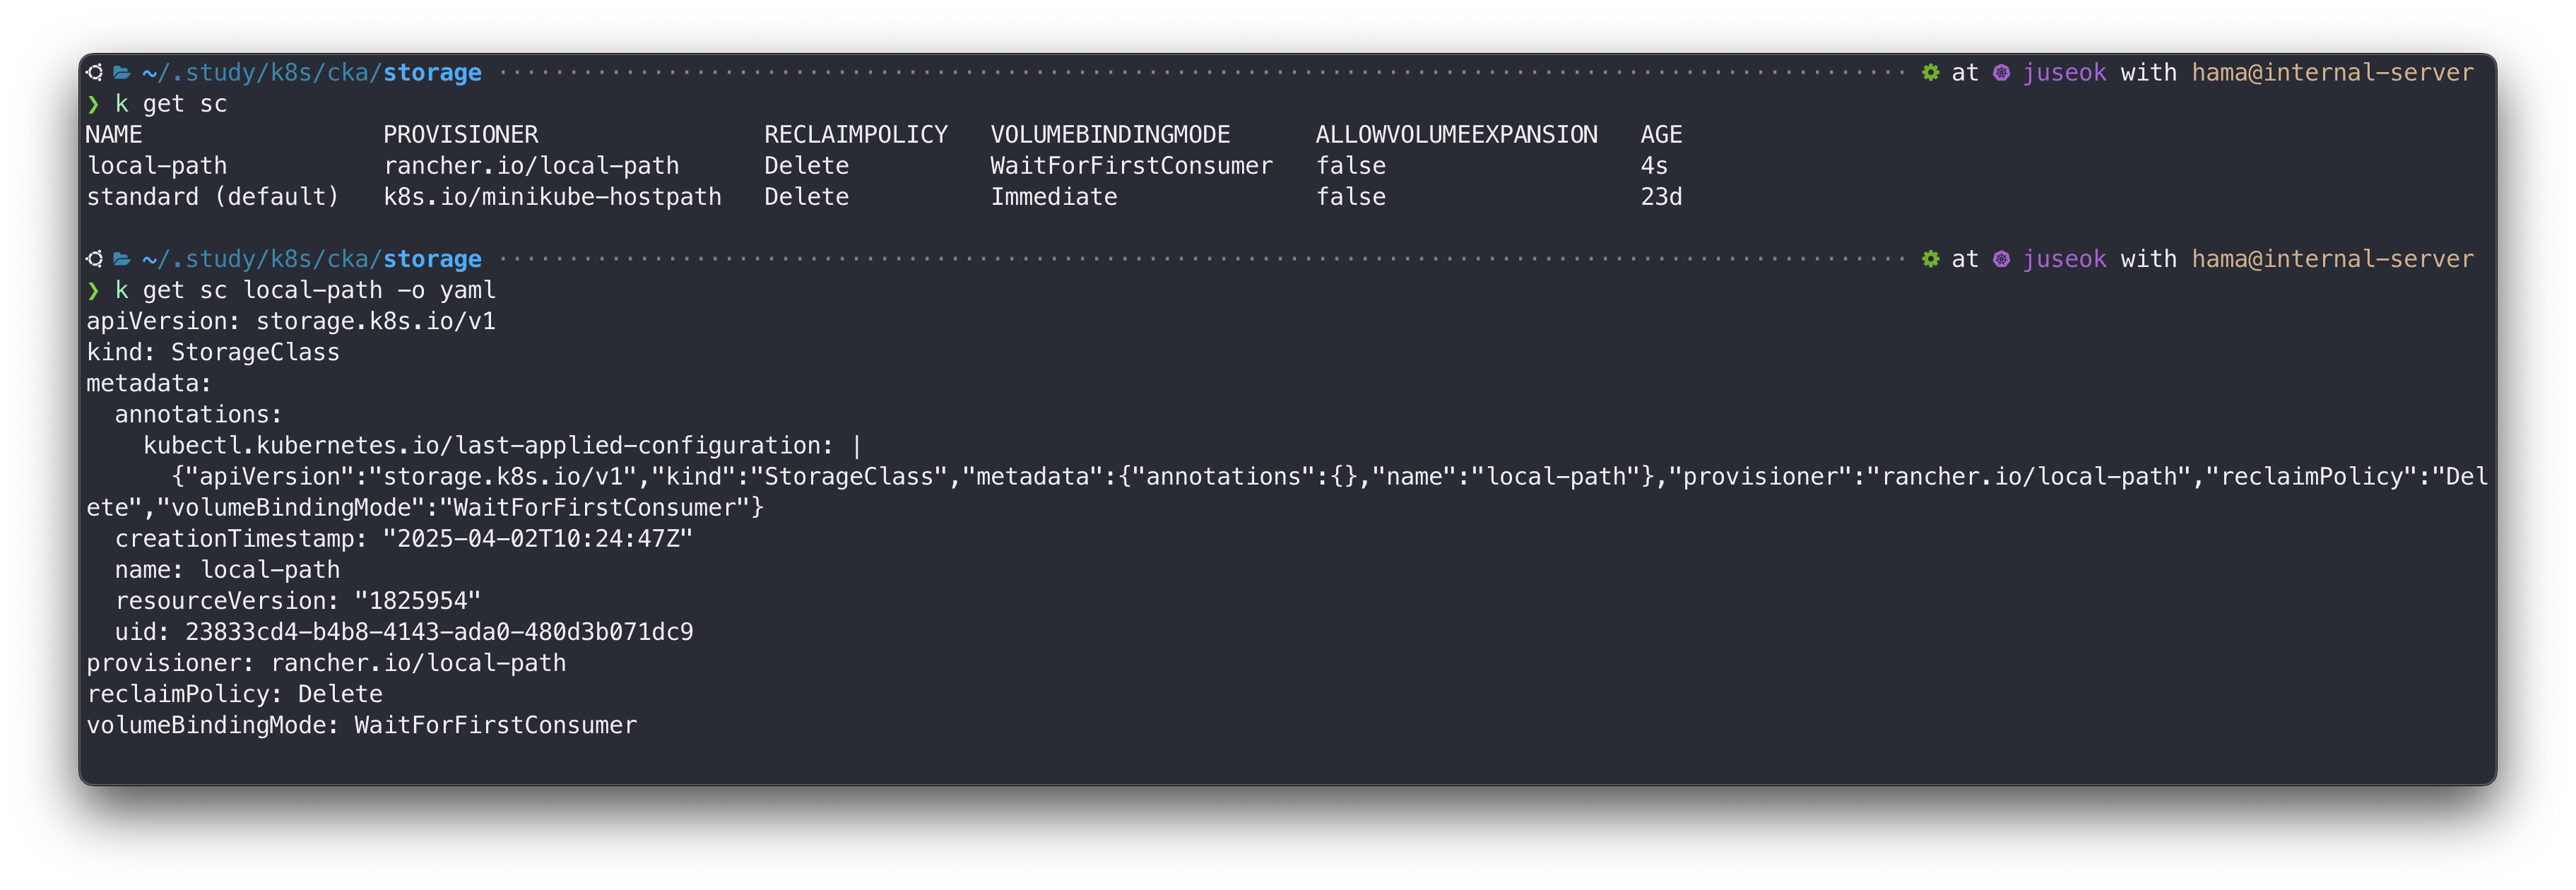 ~/.study/k8s/cka/storage ···················································································· at juseok with hama@internal-server
❯ k get sc
NAME                 PROVISIONER                RECLAIMPOLICY   VOLUMEBINDINGMODE      ALLOWVOLUMEEXPANSION   AGE
local-path           rancher.io/local-path      Delete          WaitForFirstConsumer   false                  4s
standard (default)   k8s.io/minikube-hostpath   Delete          Immediate              false                  23d
~/.study/k8s/cka/storage ···················································································· at juseok with hama@internal-server
❯ k get sc local-path -o yaml
apiVersion: storage.k8s.io/v1
kind: StorageClass
metadata:
  annotations:
    kubectl.kubernetes.io/last-applied-configuration: |
      {"apiVersion":"storage.k8s.io/v1","kind":"StorageClass","metadata":{"annotations":{},"name":"local-path"},"provisioner":"rancher.io/local-path","reclaimPolicy":"Del
ete","volumeBindingMode":"WaitForFirstConsumer"}
  creationTimestamp: "2025-04-02T10:24:47Z"
  name: local-path
  resourceVersion: "1825954"
  uid: 23833cd4-b4b8-4143-ada0-480d3b071dc9
provisioner: rancher.io/local-path
reclaimPolicy: Delete
volumeBindingMode: WaitForFirstConsumer